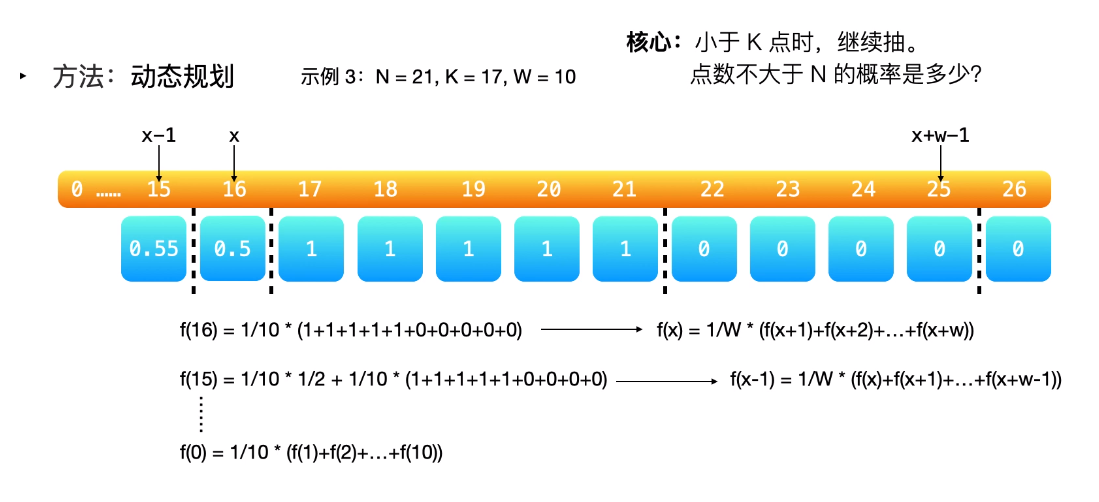 核心：小于 K 点时，继续抽。
点数不大于 N 的概率是多少？
方法：动态规划
示例 3：N = 21, K = 17, W = 10
x-1 x x+w-1
0 …… 15 16 17 18 19 20 21 22 23 24 25 26
0.55 0.5 1 1 1 1 1 0 0 0 0 0
f(16) = 1/10 * (1+1+1+1+1+0+0+0+0+0) f(x) = 1/W * (f(x+1)+f(x+2)+…+f(x+w))
f(15) = 1/10 * 1/2 + 1/10 * (1+1+1+1+1+0+0+0+0) f(x-1) = 1/W * (f(x)+f(x+1)+…+f(x+w-1))
f(0) = 1/10 * (f(1)+f(2)+…+f(10))